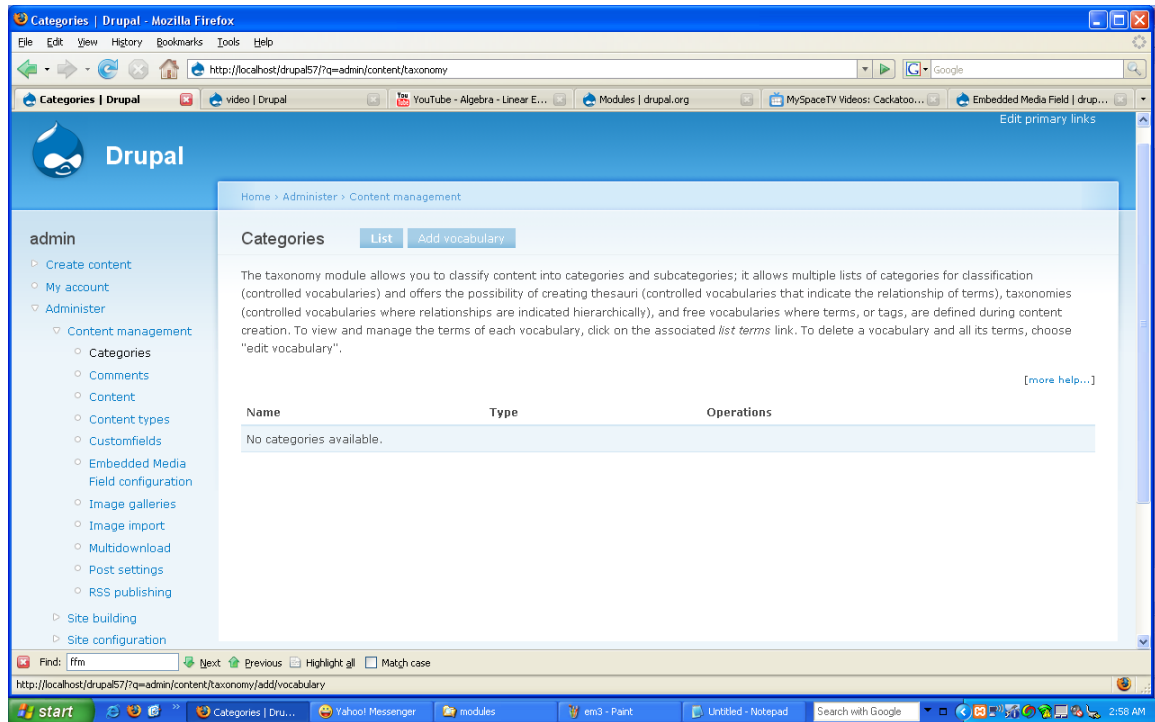 Categories | Drupal - Mozilla Firefox
File Edit View History Bookmarks Tools Help
http://localhost/drupal57/?q=admin/content/taxonomy
G Google
Categories | Drupal
video | Drupal
You YouTube - Algebra - Linear E...
Modules | drupal.org
MySpaceTV Videos: Cackatoo...
Embedded Media Field | drup...
Edit primary links
Drupal
Home › Administer › Content management
admin
Create content
My account
Administer
Content management
Categories
Comments
Content
Content types
Customfields
Embedded Media
Field configuration
Image galleries
Image import
Multidownload
Post settings
RSS publishing
Site building
Site configuration
Categories List Add vocabulary
The taxonomy module allows you to classify content into categories and subcategories; it allows multiple lists of categories for classification
(controlled vocabularies) and offers the possibility of creating thesauri (controlled vocabularies that indicate the relationship of terms), taxonomies
(controlled vocabularies where relationships are indicated hierarchically), and free vocabularies where terms, or tags, are defined during content
creation. To view and manage the terms of each vocabulary, click on the associated list terms link. To delete a vocabulary and all its terms, choose
"edit vocabulary".
[more help...]
Name Type Operations
No categories available.
Find: ffm Next Previous Highlight all Match case
http://localhost/drupal57/?q=admin/content/taxonomy/add/vocabulary
start
Categories | Dru...
Yahoo! Messenger
modules
em3 - Paint
Untitled - Notepad
Search with Google
2:58 AM